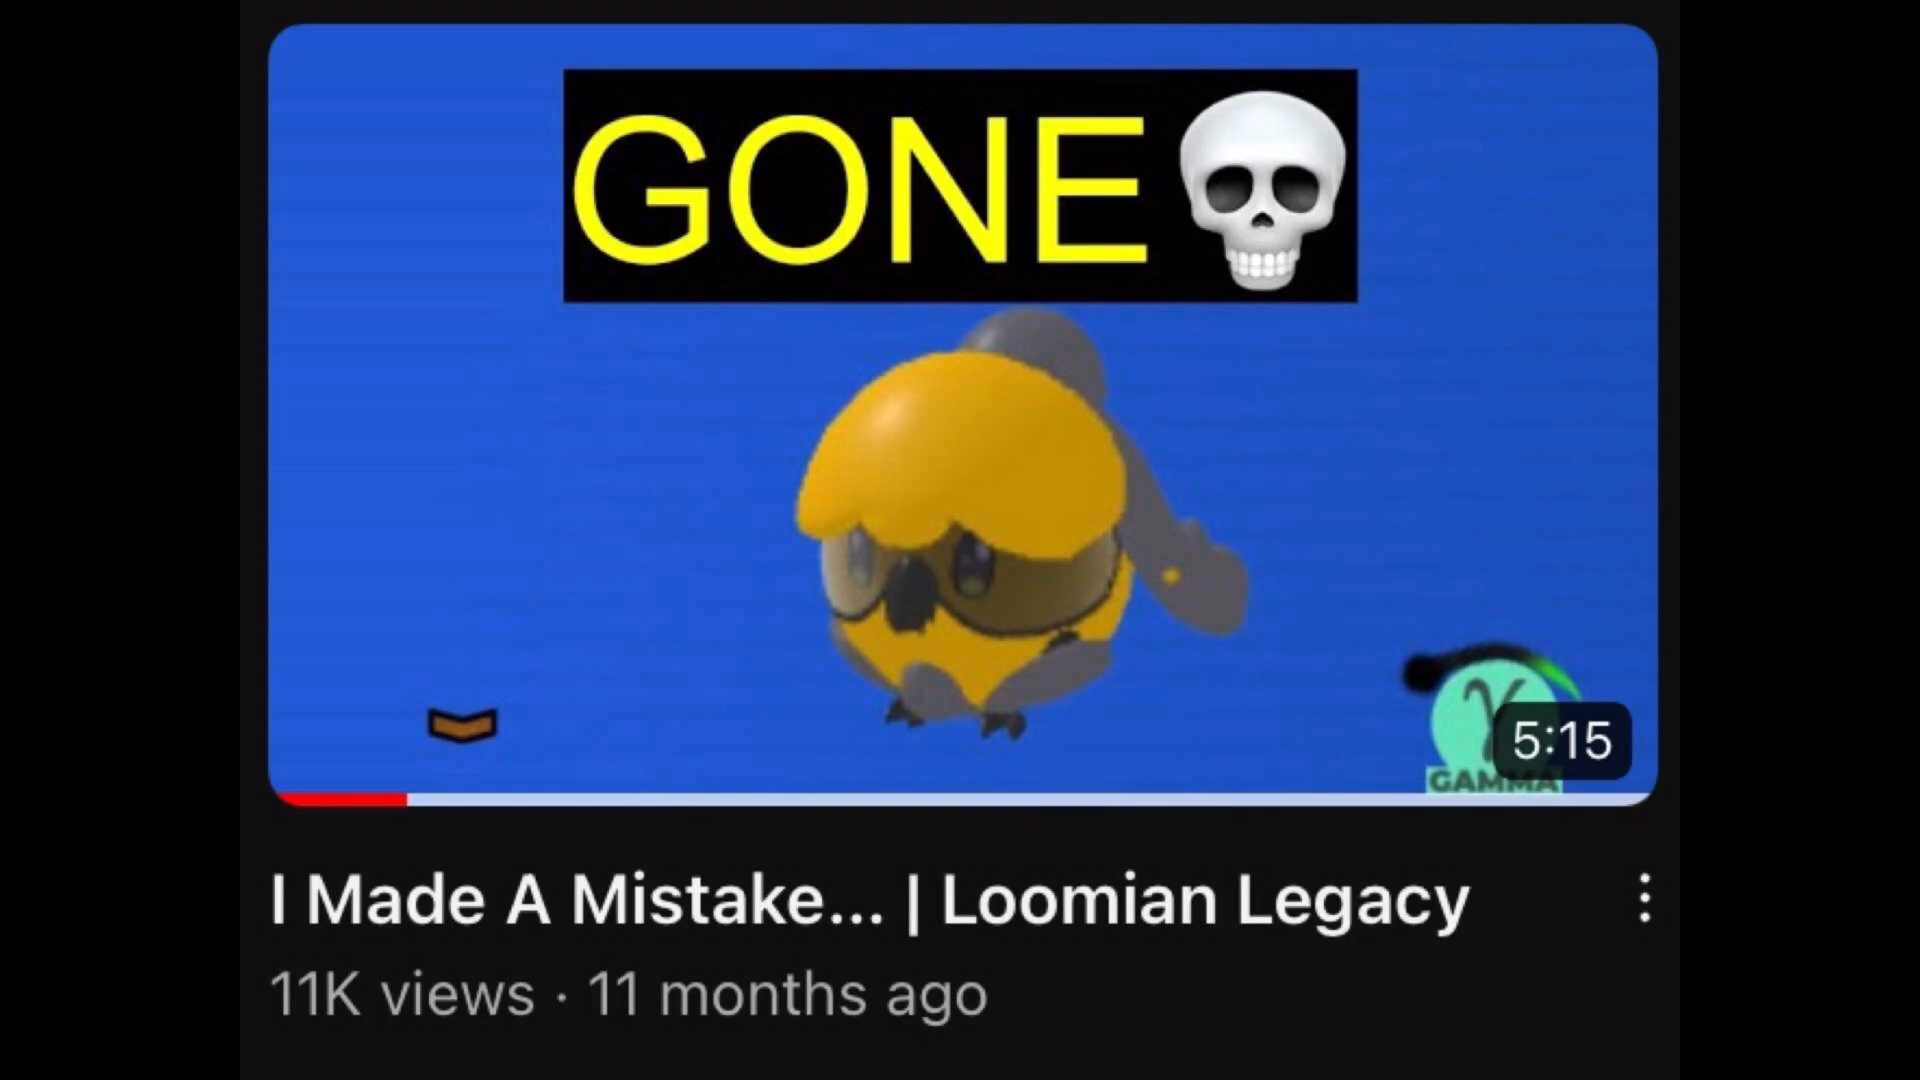 GONE💀
γ
GAMMA
5:15
I Made A Mistake... | Loomian Legacy
11K views · 11 months ago